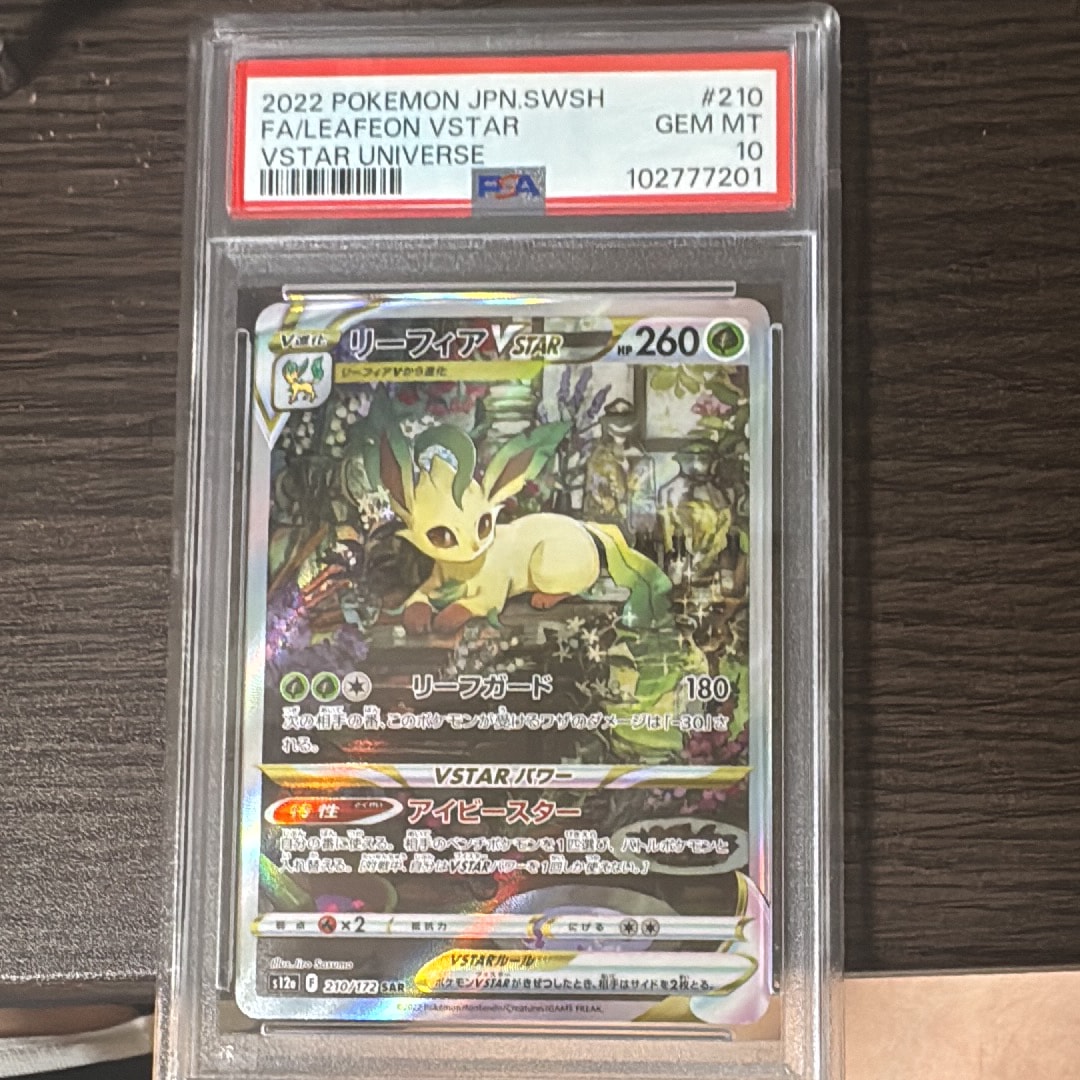 2022 POKEMON JPN.SWSH #210
FA/LEAFEON VSTAR GEM MT
VSTAR UNIVERSE 10
PSA 102777201
V進化 リーフィアVSTAR HP 260
リーフィアVから進化
リーフガード 180
次の相手の番、このポケモンが受けるワザのダメージは「-30」さ
れる。
VSTARパワー
特性 アイビースター
自分の番に使える。相手のベンチポケモンを1匹選び、バトルポケモンと
入れ替える。[対戦中、自分はVSTARパワーを1回しか使えない。]
弱点 ×2 抵抗力 にげる
Illus. Jiro Sasumo
VSTARルール
s12a F 210/172 SAR ポケモンVSTARがきぜつしたとき、相手はサイドを2枚とる。
©2022 Pokémon/Nintendo/Creatures/GAME FREAK.